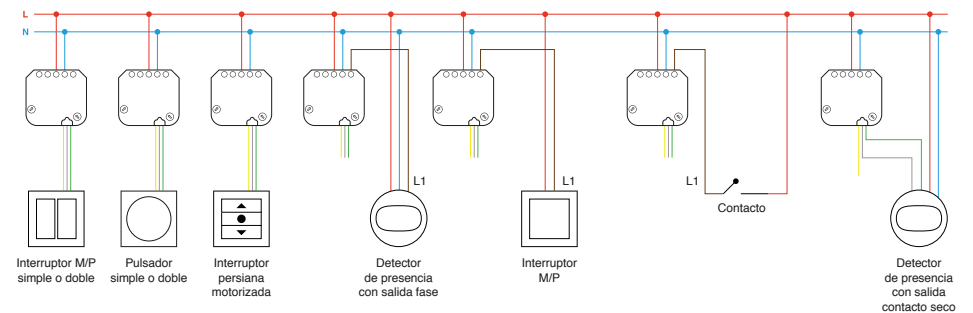 L
N
L1
L1
L1
Contacto
Interruptor M/P
simple o doble
Pulsador
simple o doble
Interruptor
persiana
motorizada
Detector
de presencia
con salida fase
Interruptor
M/P
Detector
de presencia
con salida
contacto seco